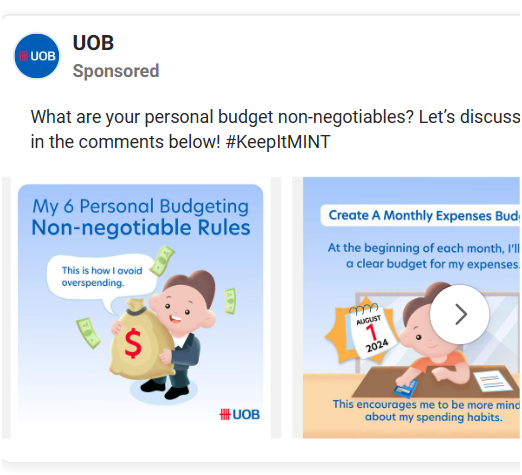 UOB
UOB
Sponsored
What are your personal budget non-negotiables? Let's discuss
in the comments below! #KeepItMINT
My 6 Personal Budgeting
Non-negotiable Rules
This is how I avoid
overspending.
$
UOB
Create A Monthly Expenses Bud
At the beginning of each month, I'll
a clear budget for my expenses.
AUGUST
1
2024
This encourages me to be more mind
about my spending habits.